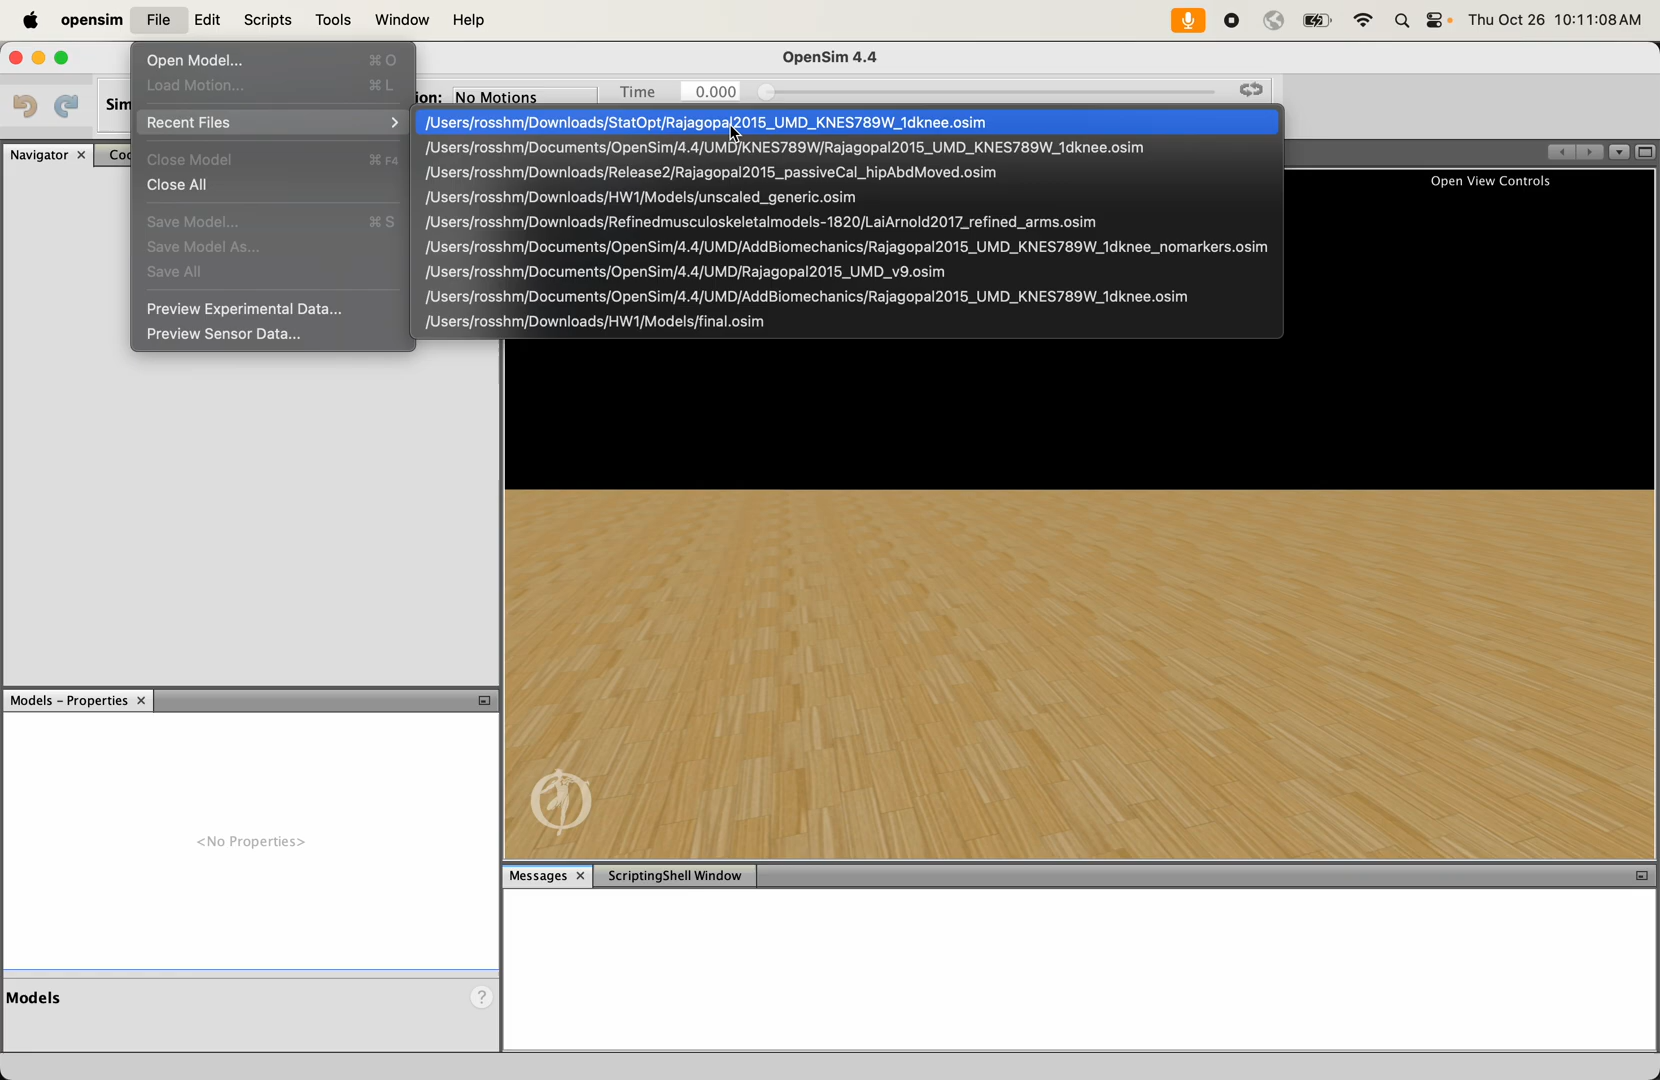 opensim File Edit Scripts Tools Window Help Thu Oct 26 10:11:08 AM
OpenSim 4.4
Open Model... ⌘ O
Load Motion... ⌘ L
Recent Files >
Close Model ⌘ F4
Close All
Save Model... ⌘ S
Save Model As...
Save All
Preview Experimental Data...
Preview Sensor Data...
Sim
ion: No Motions Time 0.000
/Users/rosshm/Downloads/StatOpt/Rajagopal2015_UMD_KNES789W_1dknee.osim
/Users/rosshm/Documents/OpenSim/4.4/UMD/KNES789W/Rajagopal2015_UMD_KNES789W_1dknee.osim
/Users/rosshm/Downloads/Release2/Rajagopal2015_passiveCal_hipAbdMoved.osim
/Users/rosshm/Downloads/HW1/Models/unscaled_generic.osim
/Users/rosshm/Downloads/Refinedmusculoskeletalmodels-1820/LaiArnold2017_refined_arms.osim
/Users/rosshm/Documents/OpenSim/4.4/UMD/AddBiomechanics/Rajagopal2015_UMD_KNES789W_1dknee_nomarkers.osim
/Users/rosshm/Documents/OpenSim/4.4/UMD/Rajagopal2015_UMD_v9.osim
/Users/rosshm/Documents/OpenSim/4.4/UMD/AddBiomechanics/Rajagopal2015_UMD_KNES789W_1dknee.osim
/Users/rosshm/Downloads/HW1/Models/final.osim
Navigator × Coo
Open View Controls
Models - Properties ×
<No Properties>
Models ?
Messages × ScriptingShell Window